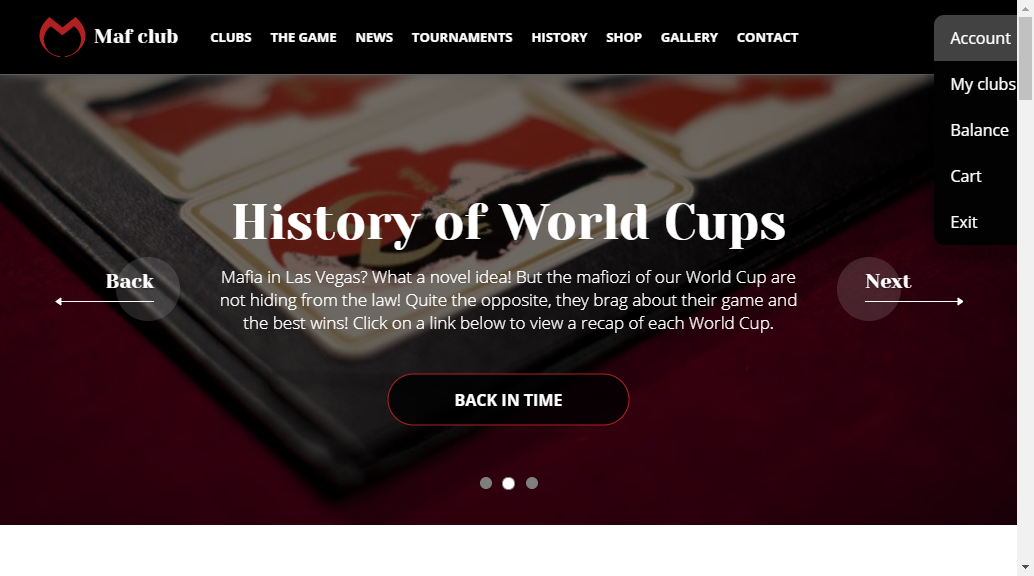 Maf club
CLUBS THE GAME NEWS TOURNAMENTS HISTORY SHOP GALLERY CONTACT
Account
My clubs
Balance
Cart
Exit
History of World Cups
Mafia in Las Vegas? What a novel idea! But the mafiozi of our World Cup are
not hiding from the law! Quite the opposite, they brag about their game and
the best wins! Click on a link below to view a recap of each World Cup.
Back
Next
BACK IN TIME